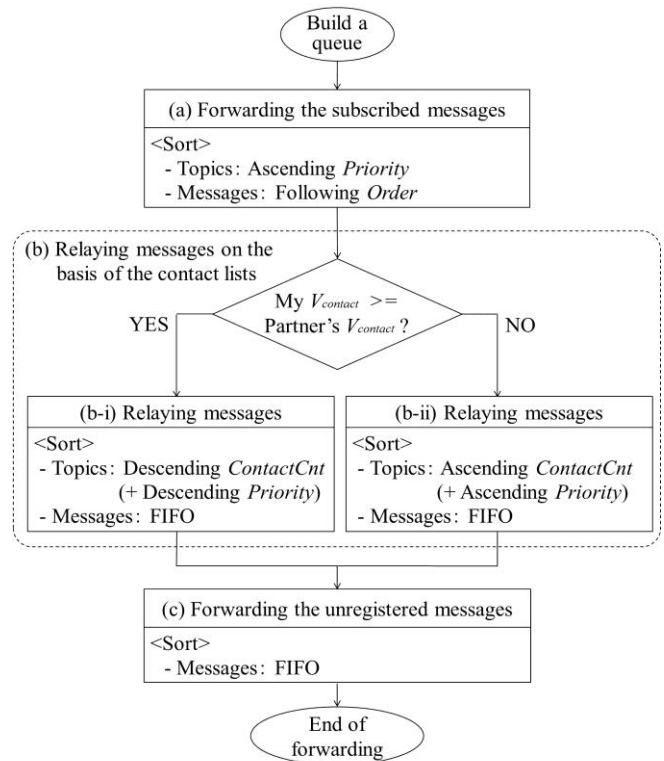 Build a
queue
(a) Forwarding the subscribed messages
<Sort>
- Topics: Ascending Priority
- Messages: Following Order
(b) Relaying messages on the
basis of the contact lists
My Vcontact >=
Partner's Vcontact ?
YES
NO
(b-i) Relaying messages
<Sort>
- Topics: Descending ContactCnt
(+ Descending Priority)
- Messages: FIFO
(b-ii) Relaying messages
<Sort>
- Topics: Ascending ContactCnt
(+ Ascending Priority)
- Messages: FIFO
(c) Forwarding the unregistered messages
<Sort>
- Messages: FIFO
End of
forwarding